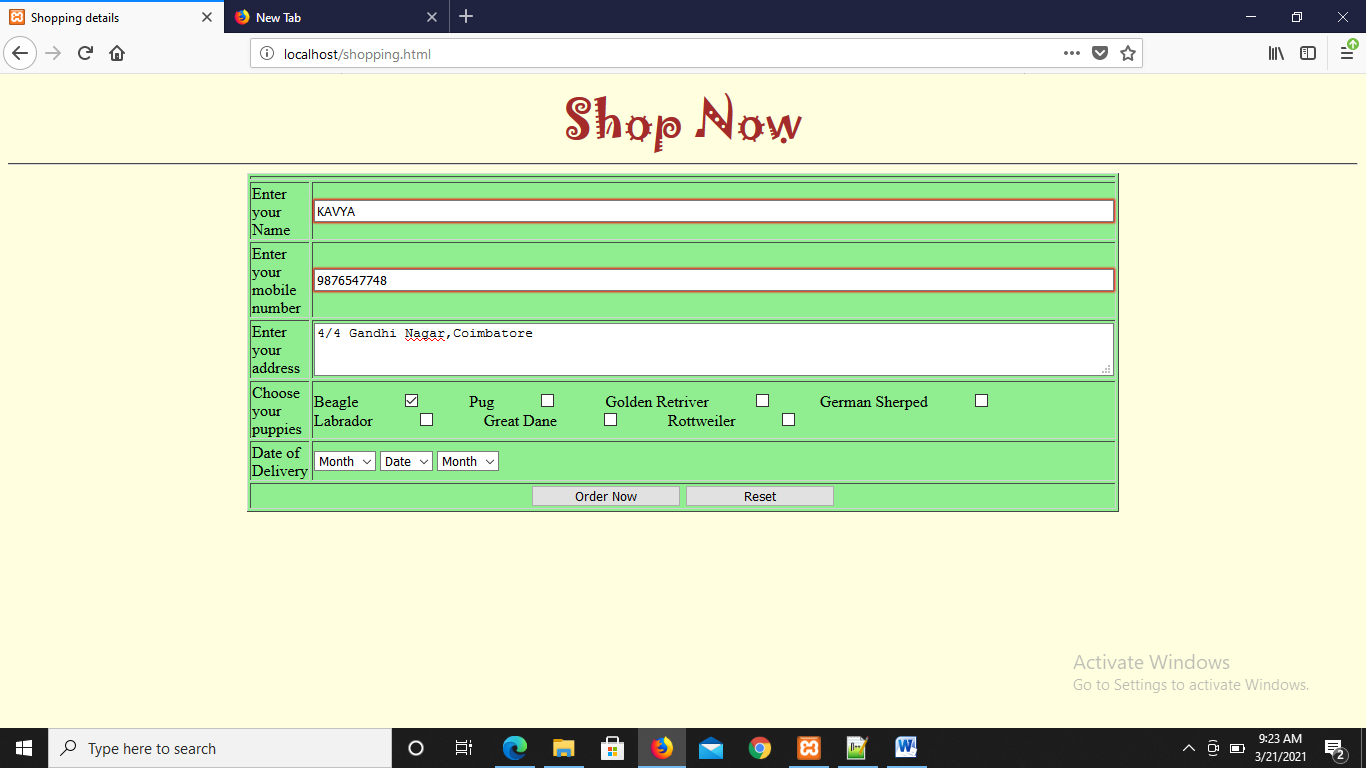 Shopping details
New Tab
localhost/shopping.html
Shop Now
Enter
your
Name
KAVYA
Enter
your
mobile
number
9876547748
Enter
your
address
4/4 Gandhi Nagar,Coimbatore
Choose
your
puppies
Beagle Pug Golden Retriver German Sherped
Labrador Great Dane Rottweiler
Date of
Delivery
Month Date Month
Order Now Reset
Activate Windows
Go to Settings to activate Windows.
Type here to search
9:23 AM
3/21/2021
2